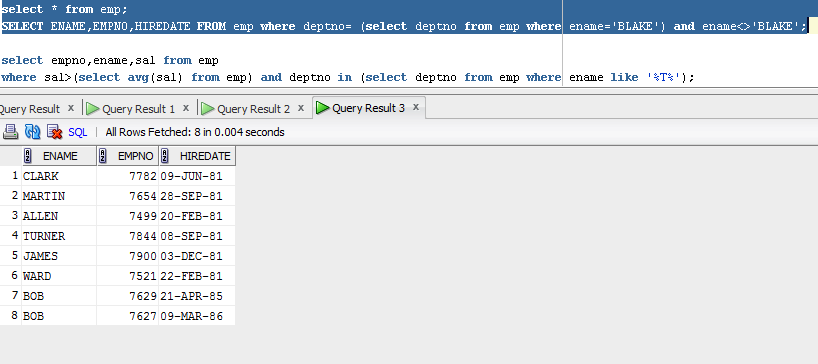 select * from emp;
SELECT ENAME,EMPNO,HIREDATE FROM emp where deptno= (select deptno from emp where ename='BLAKE') and ename<>'BLAKE';
select empno,ename,sal from emp
where sal>(select avg(sal) from emp) and deptno in (select deptno from emp where ename like '%T%');
Query Result x Query Result 1 x Query Result 2 x Query Result 3 x
SQL | All Rows Fetched: 8 in 0.004 seconds
ENAME EMPNO HIREDATE
1 CLARK 7782 09-JUN-81
2 MARTIN 7654 28-SEP-81
3 ALLEN 7499 20-FEB-81
4 TURNER 7844 08-SEP-81
5 JAMES 7900 03-DEC-81
6 WARD 7521 22-FEB-81
7 BOB 7629 21-APR-85
8 BOB 7627 09-MAR-86